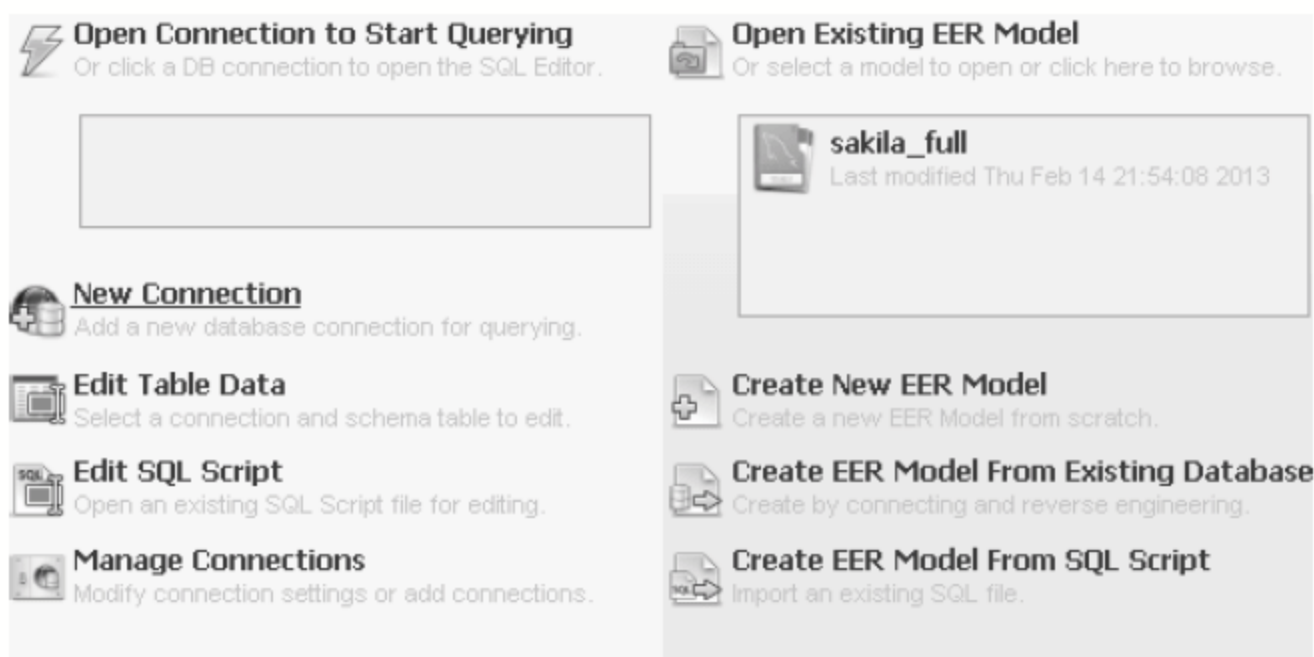 Open Connection to Start Querying
Or click a DB connection to open the SQL Editor.
New Connection
Add a new database connection for querying.
Edit Table Data
Select a connection and schema table to edit.
SQL
Edit SQL Script
Open an existing SQL Script file for editing.
Manage Connections
Modify connection settings or add connections.
Open Existing EER Model
Or select a model to open or click here to browse.
sakila_full
Last modified Thu Feb 14 21:54:08 2013
Create New EER Model
Create a new EER Model from scratch.
Create EER Model From Existing Database
Create by connecting and reverse engineering.
SQL
Create EER Model From SQL Script
Import an existing SQL file.